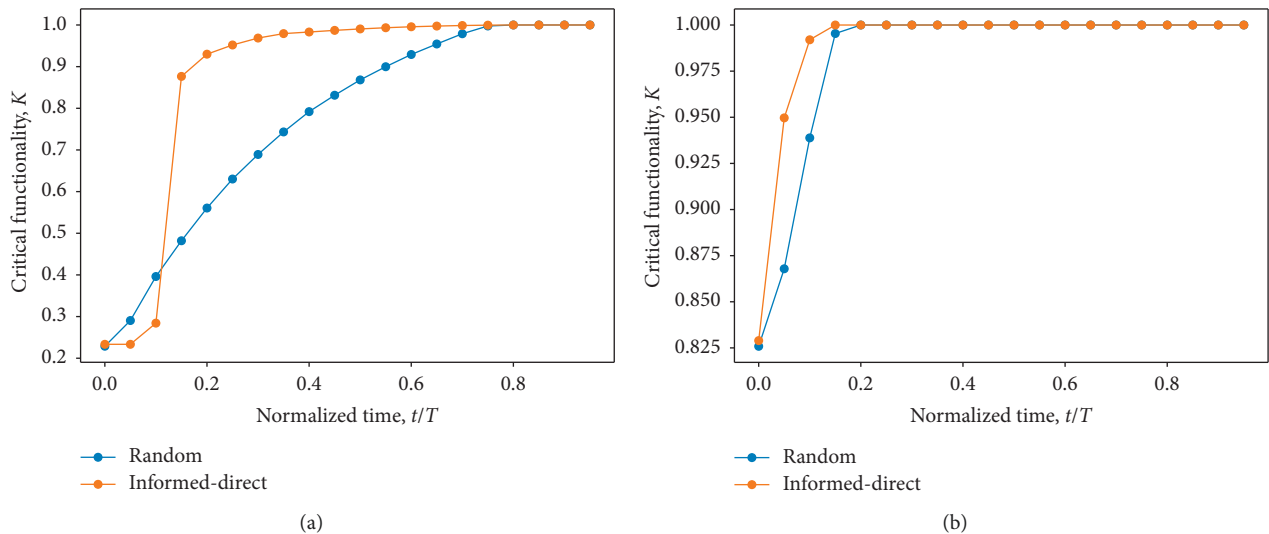 1.0
0.9
0.8
0.7
0.6
0.5
0.4
0.3
0.2
Critical functionality, K
0.0 0.2 0.4 0.6 0.8
Normalized time, t/T
Random
Informed-direct
(a)
1.000
0.975
0.950
0.925
0.900
0.875
0.850
0.825
Critical functionality, K
0.0 0.2 0.4 0.6 0.8
Normalized time, t/T
Random
Informed-direct
(b)